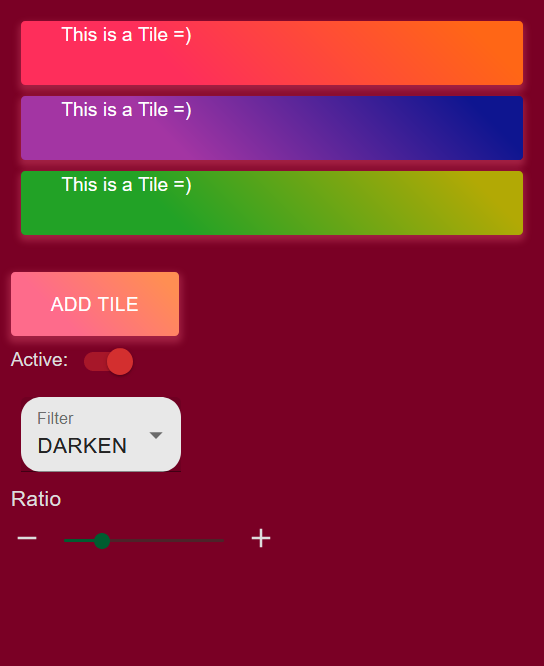 This is a Tile =)
This is a Tile =)
This is a Tile =)
ADD TILE
Active:
Filter
DARKEN
Ratio